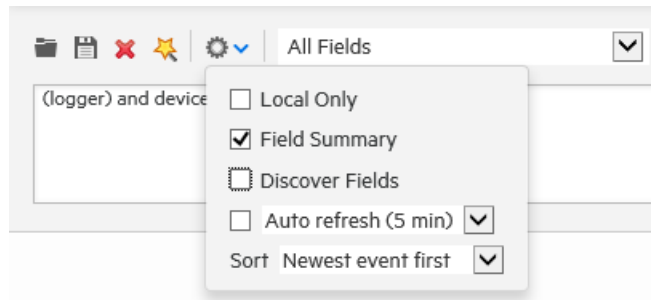 All Fields
(logger) and device
Local Only
Field Summary
Discover Fields
Auto refresh (5 min)
Sort Newest event first